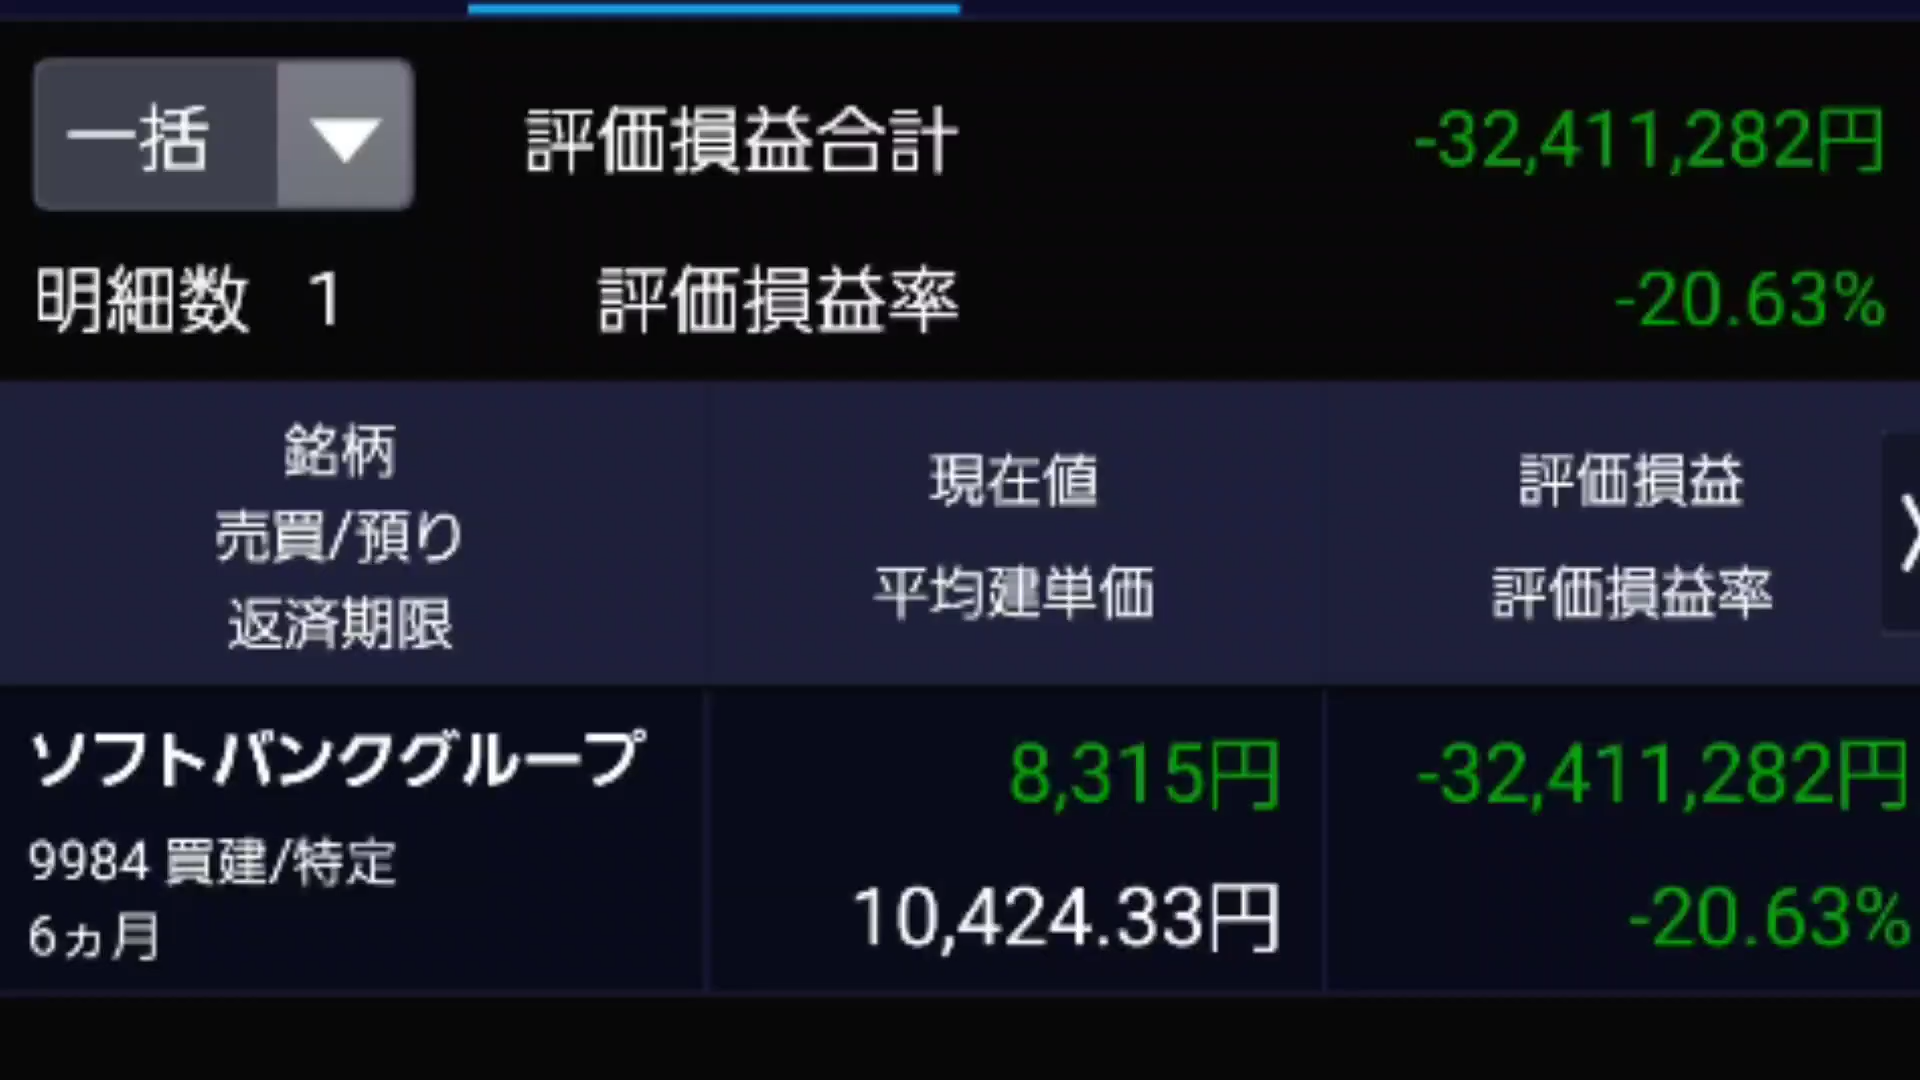 一括 ▼ 評価損益合計 -32,411,282円
明細数 1 評価損益率 -20.63%
銘柄
売買/預り
返済期限
現在値
平均建単価
評価損益
評価損益率
ソフトバンクグループ
9984 買建/特定
6ヵ月
8,315円
10,424.33円
-32,411,282円
-20.63%